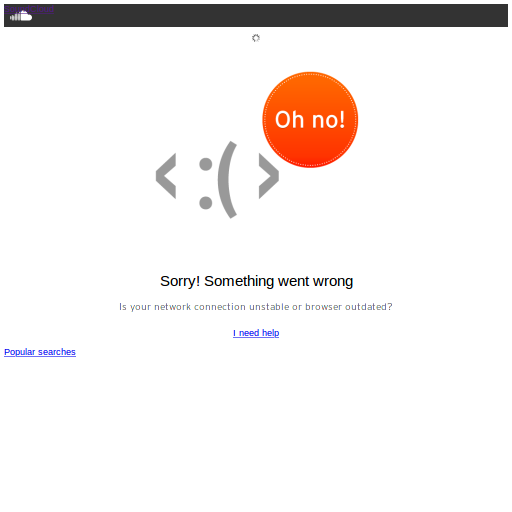 Oh no!
< :( >
Sorry! Something went wrong
Is your network connection unstable or browser outdated?
I need help
Popular searches